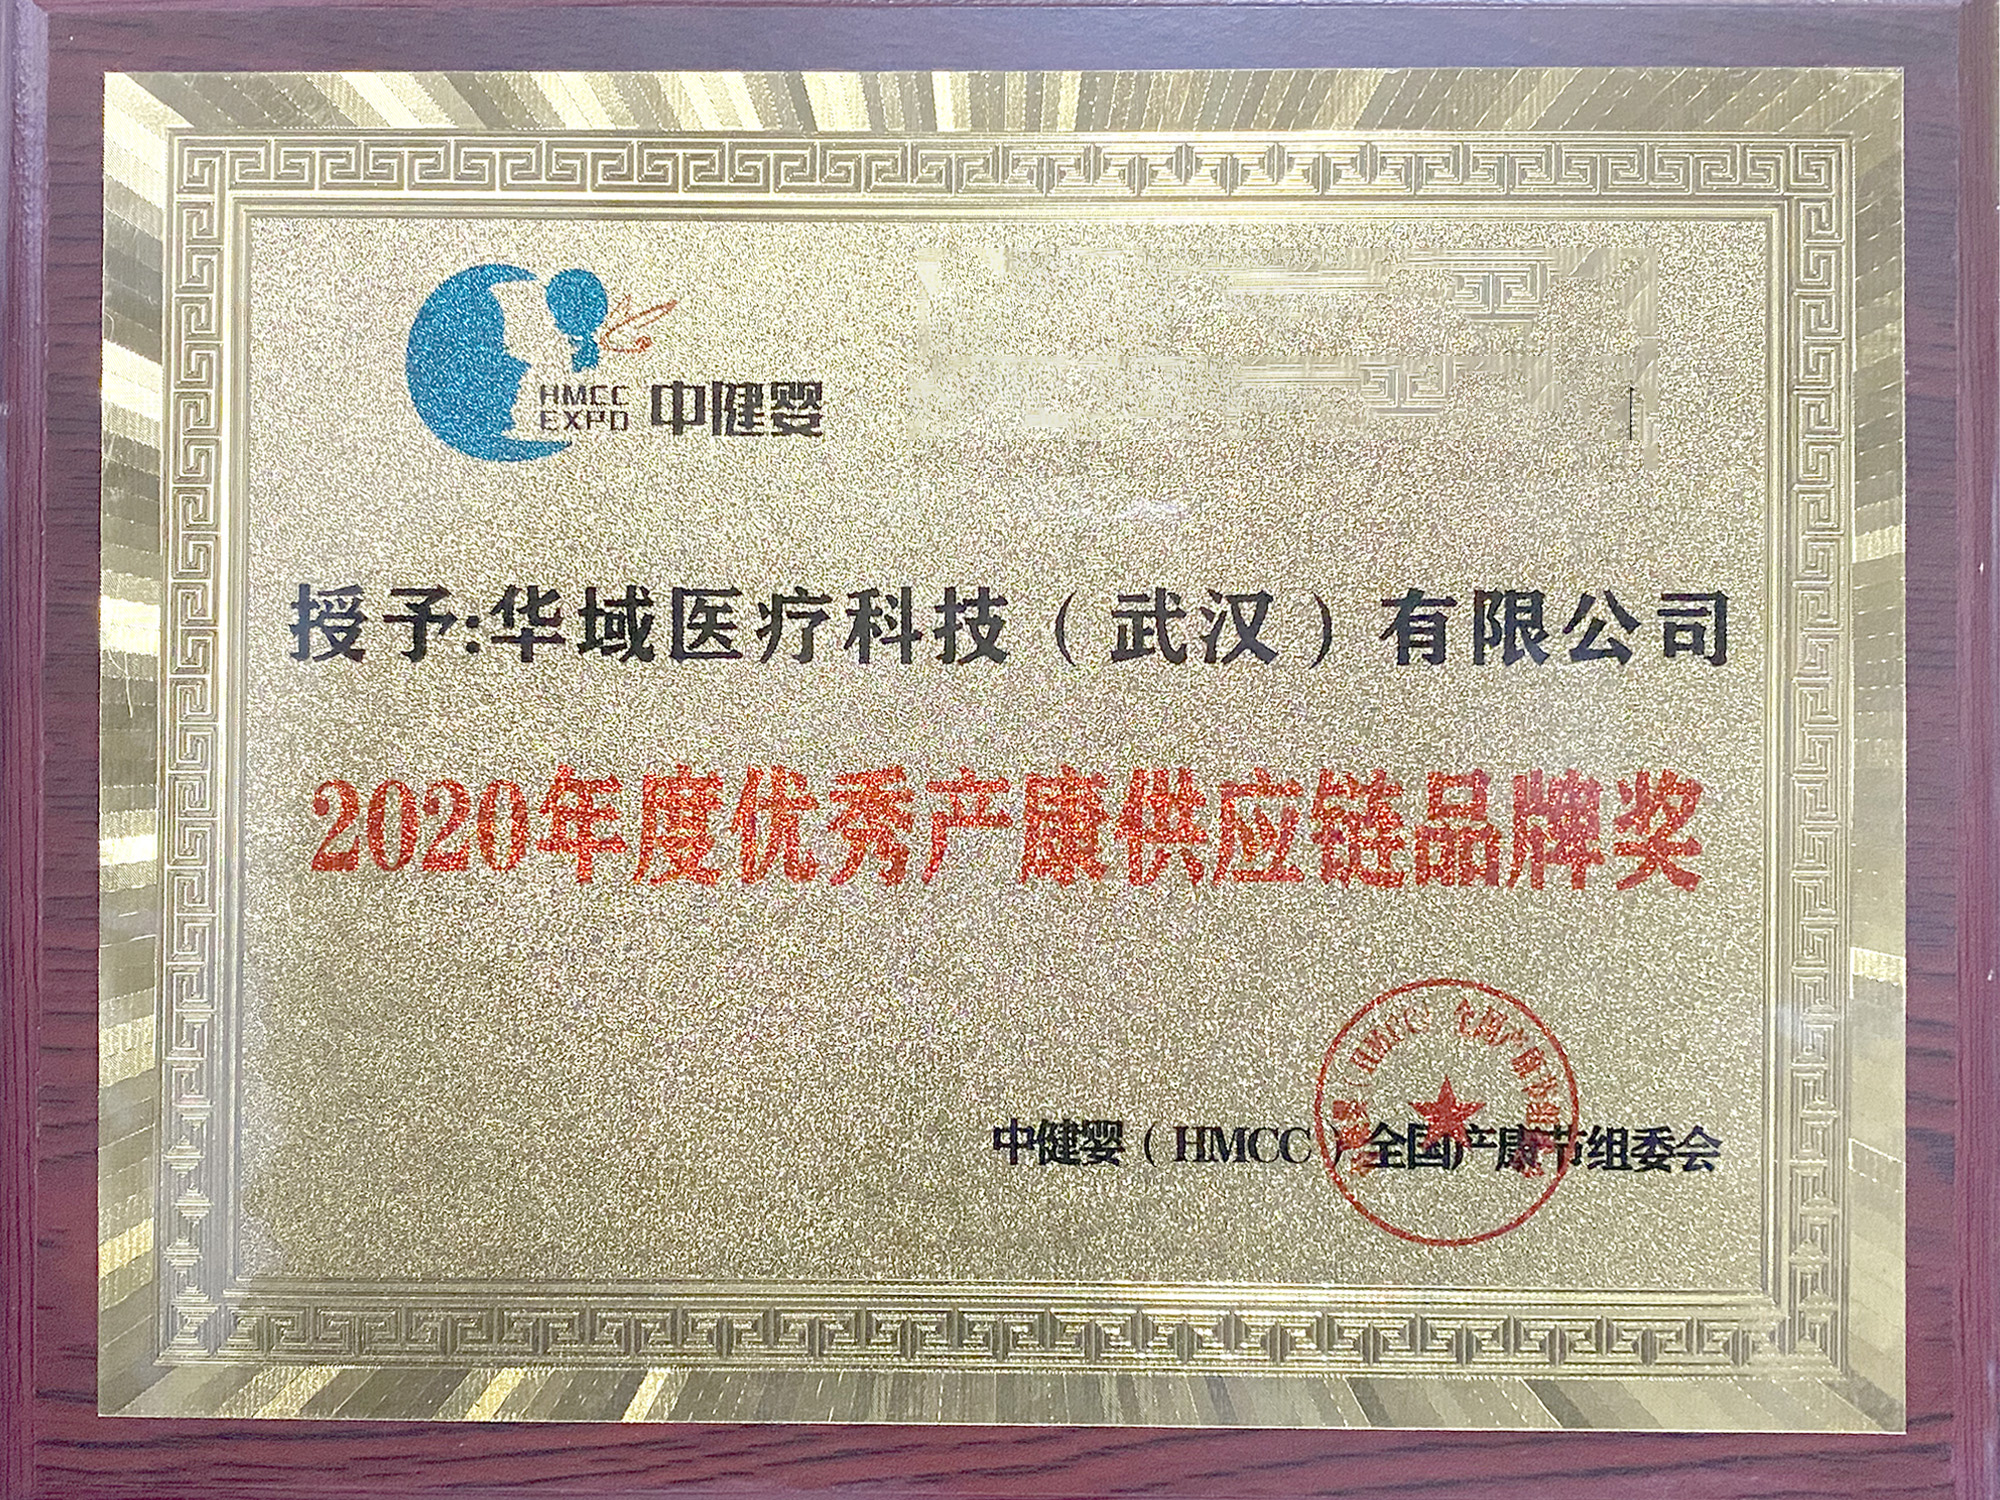 HMCC
EXPO 中健婴
授予:华域医疗科技（武汉）有限公司
2020年度优秀产康供应链品牌奖
中健婴（HMCC）全国产康节组委会